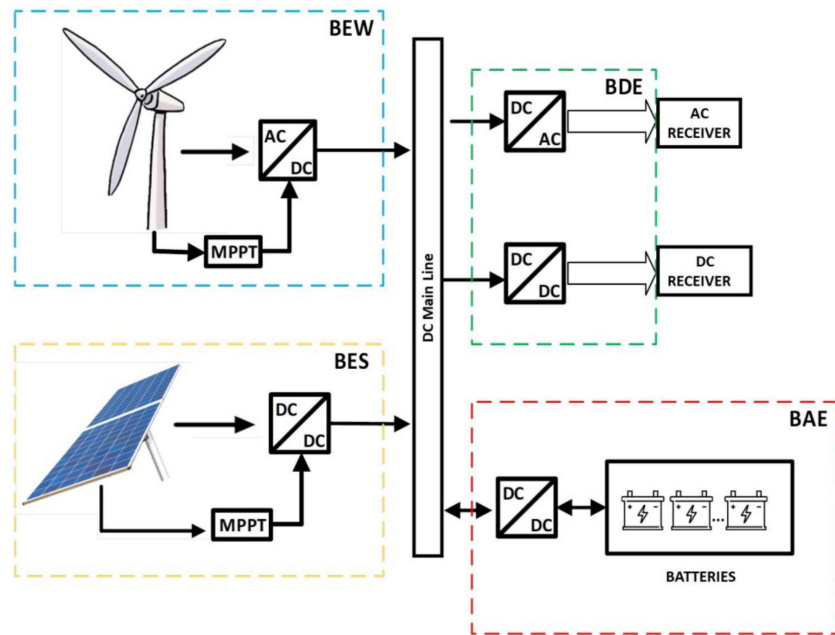 BEW
AC
DC
MPPT
BES
DC
DC
MPPT
DC Main Line
BDE
DC
AC
AC
RECEIVER
DC
DC
DC
RECEIVER
BAE
DC
DC
+ - + - ... + -
BATTERIES